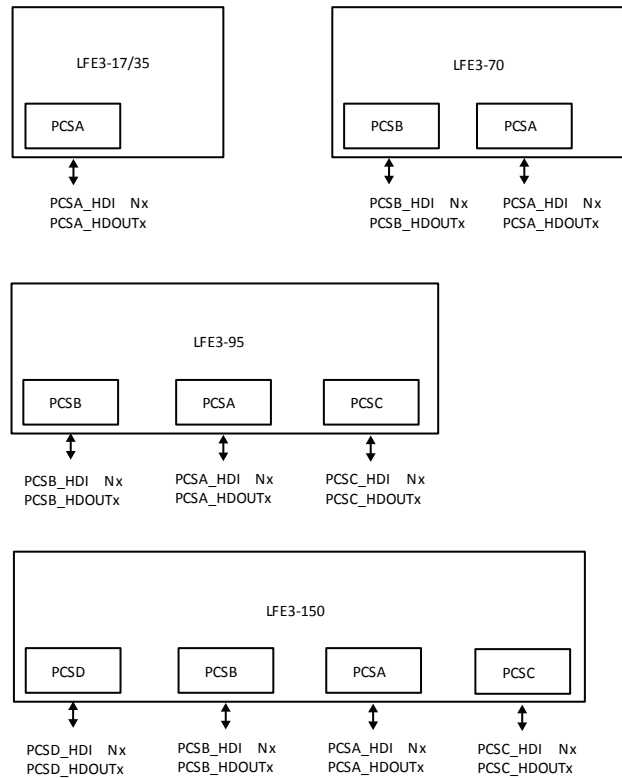 LFE3-17/35
PCSA
PCSA_HDI Nx
PCSA_HDOUTx
LFE3-70
PCSB PCSA
PCSB_HDI Nx PCSA_HDI Nx
PCSB_HDOUTx PCSA_HDOUTx
LFE3-95
PCSB PCSA PCSC
PCSB_HDI Nx PCSA_HDI Nx PCSC_HDI Nx
PCSB_HDOUTx PCSA_HDOUTx PCSC_HDOUTx
LFE3-150
PCSD PCSB PCSA PCSC
PCSD_HDI Nx PCSB_HDI Nx PCSA_HDI Nx PCSC_HDI Nx
PCSD_HDOUTx PCSB_HDOUTx PCSA_HDOUTx PCSC_HDOUTx